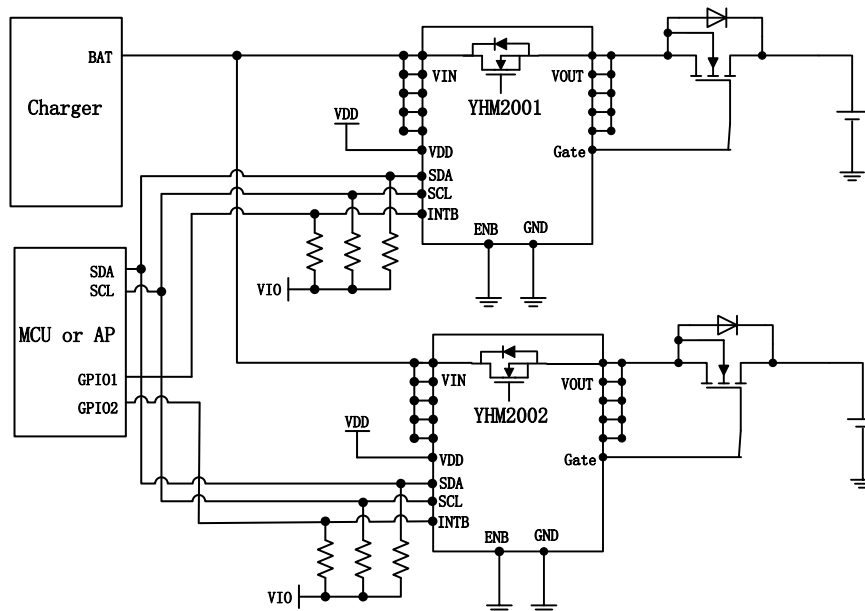 BAT
Charger
VIN
YHM2001
VOUT
VDD
VDD
Gate
SDA
SCL
INTB
ENB
GND
VIO
SDA
SCL
MCU or AP
GPIO1
GPIO2
VIN
YHM2002
VOUT
VDD
VDD
Gate
SDA
SCL
INTB
ENB
GND
VIO